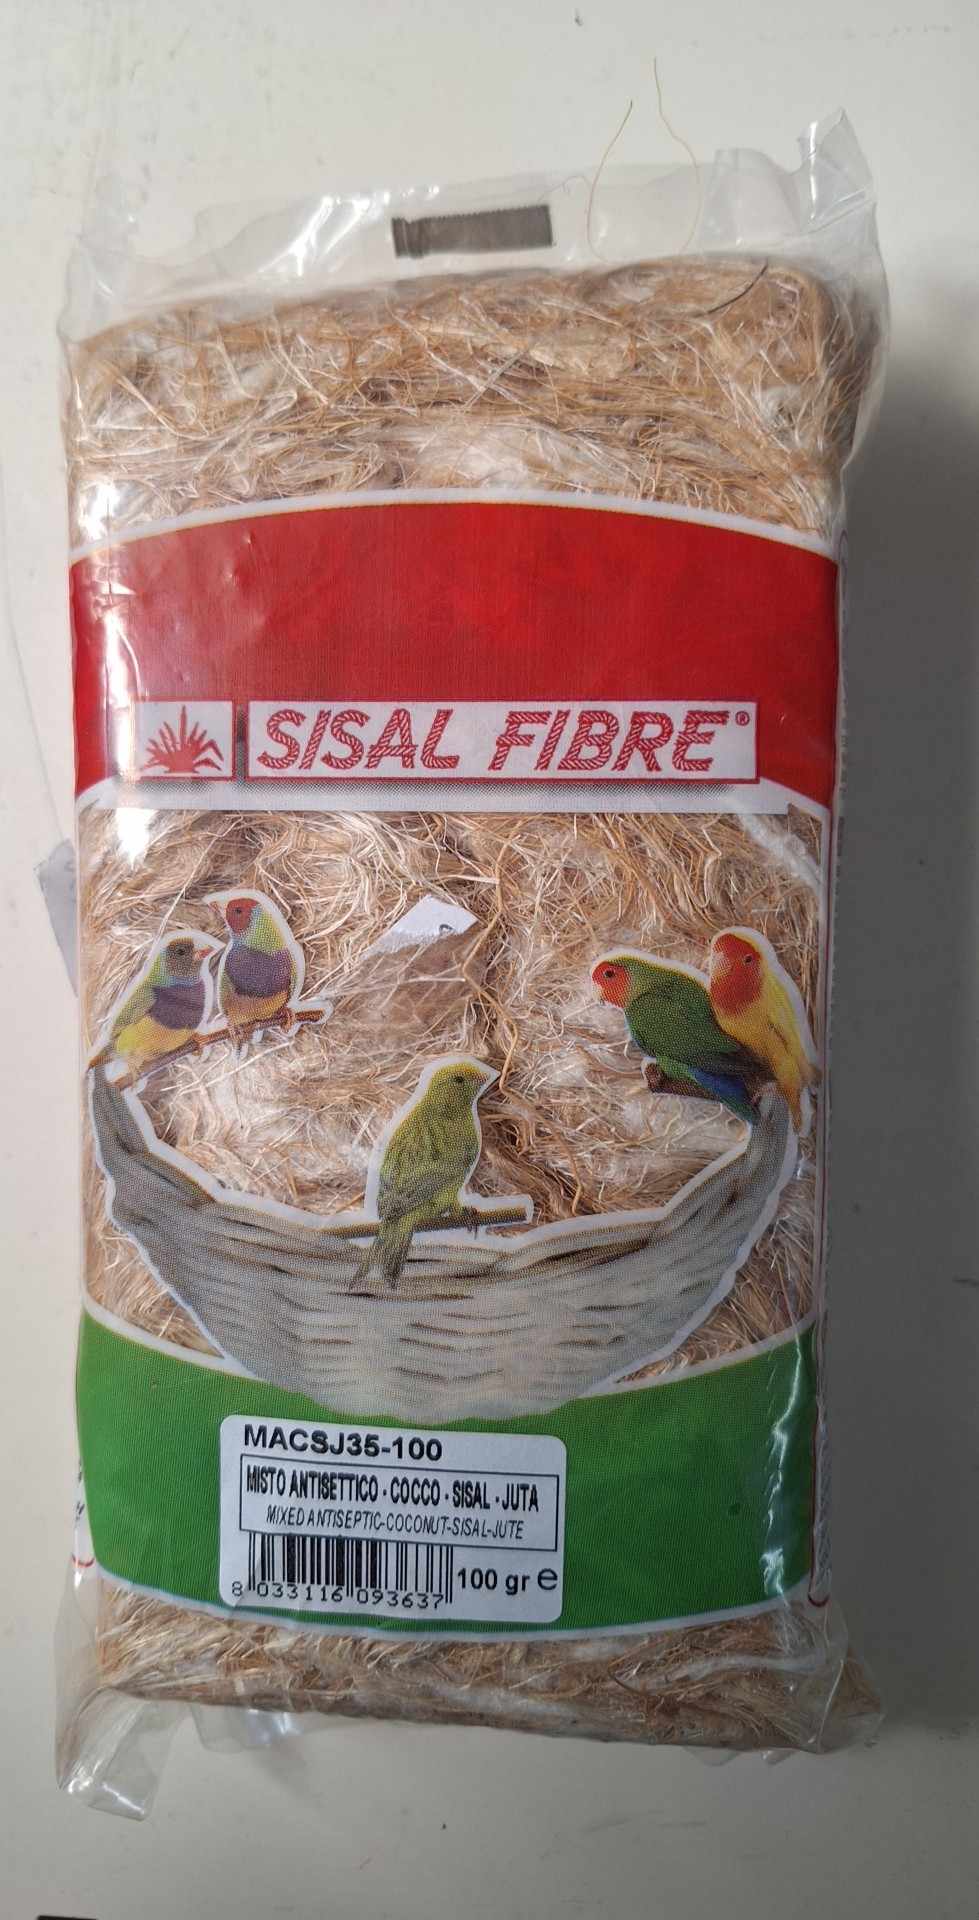 SISAL FIBRE®
MACSJ35-100
MISTO ANTISETTICO - COCCO - SISAL - JUTA
MIXED ANTISEPTIC-COCONUT-SISAL-JUTE
8 033116 093637
100 gr ℮